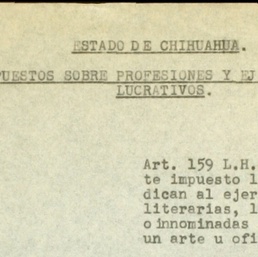 ESTADO DE CHIHUAHUA.
PUESTOS SOBRE PROFESIONES Y EJ
LUCRATIVOS.
Art. 159 L.H.
te impuesto l
dican al ejer
literarias, l
o innominadas
un arte u ofi